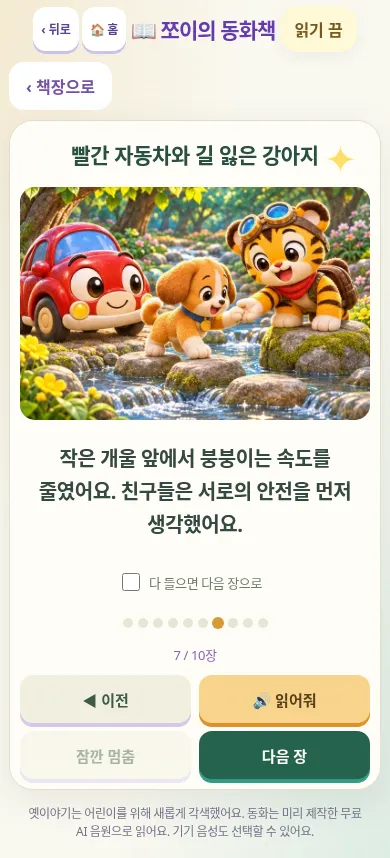 ‹ 뒤로
🏠 홈
📖 쪼이의 동화책
읽기 끔
‹ 책장으로
빨간 자동차와 길 잃은 강아지
작은 개울 앞에서 붕붕이는 속도를
줄였어요. 친구들은 서로의 안전을 먼저
생각했어요.
다 들으면 다음 장으로
7 / 10장
◀ 이전
🔊 읽어줘
잠깐 멈춤
다음 장
옛이야기는 어린이를 위해 새롭게 각색했어요. 동화는 미리 제작한 무료
AI 음원으로 읽어요. 기기 음성도 선택할 수 있어요.